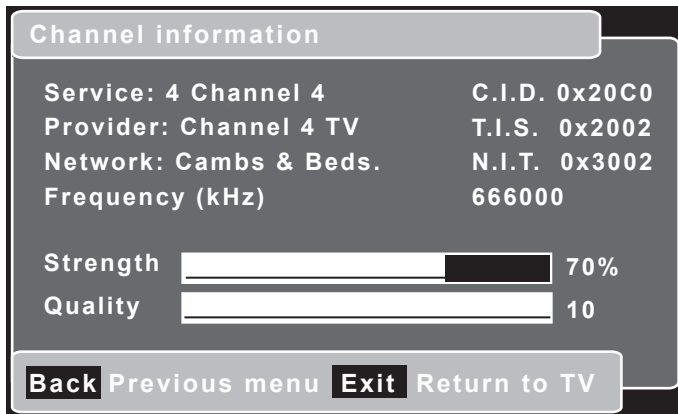 Channel information
Service: 4 Channel 4 C.I.D. 0x20C0
Provider: Channel 4 TV T.I.S. 0x2002
Network: Cambs & Beds. N.I.T. 0x3002
Frequency (kHz) 666000
Strength 70%
Quality 10
Back Previous menu Exit Return to TV